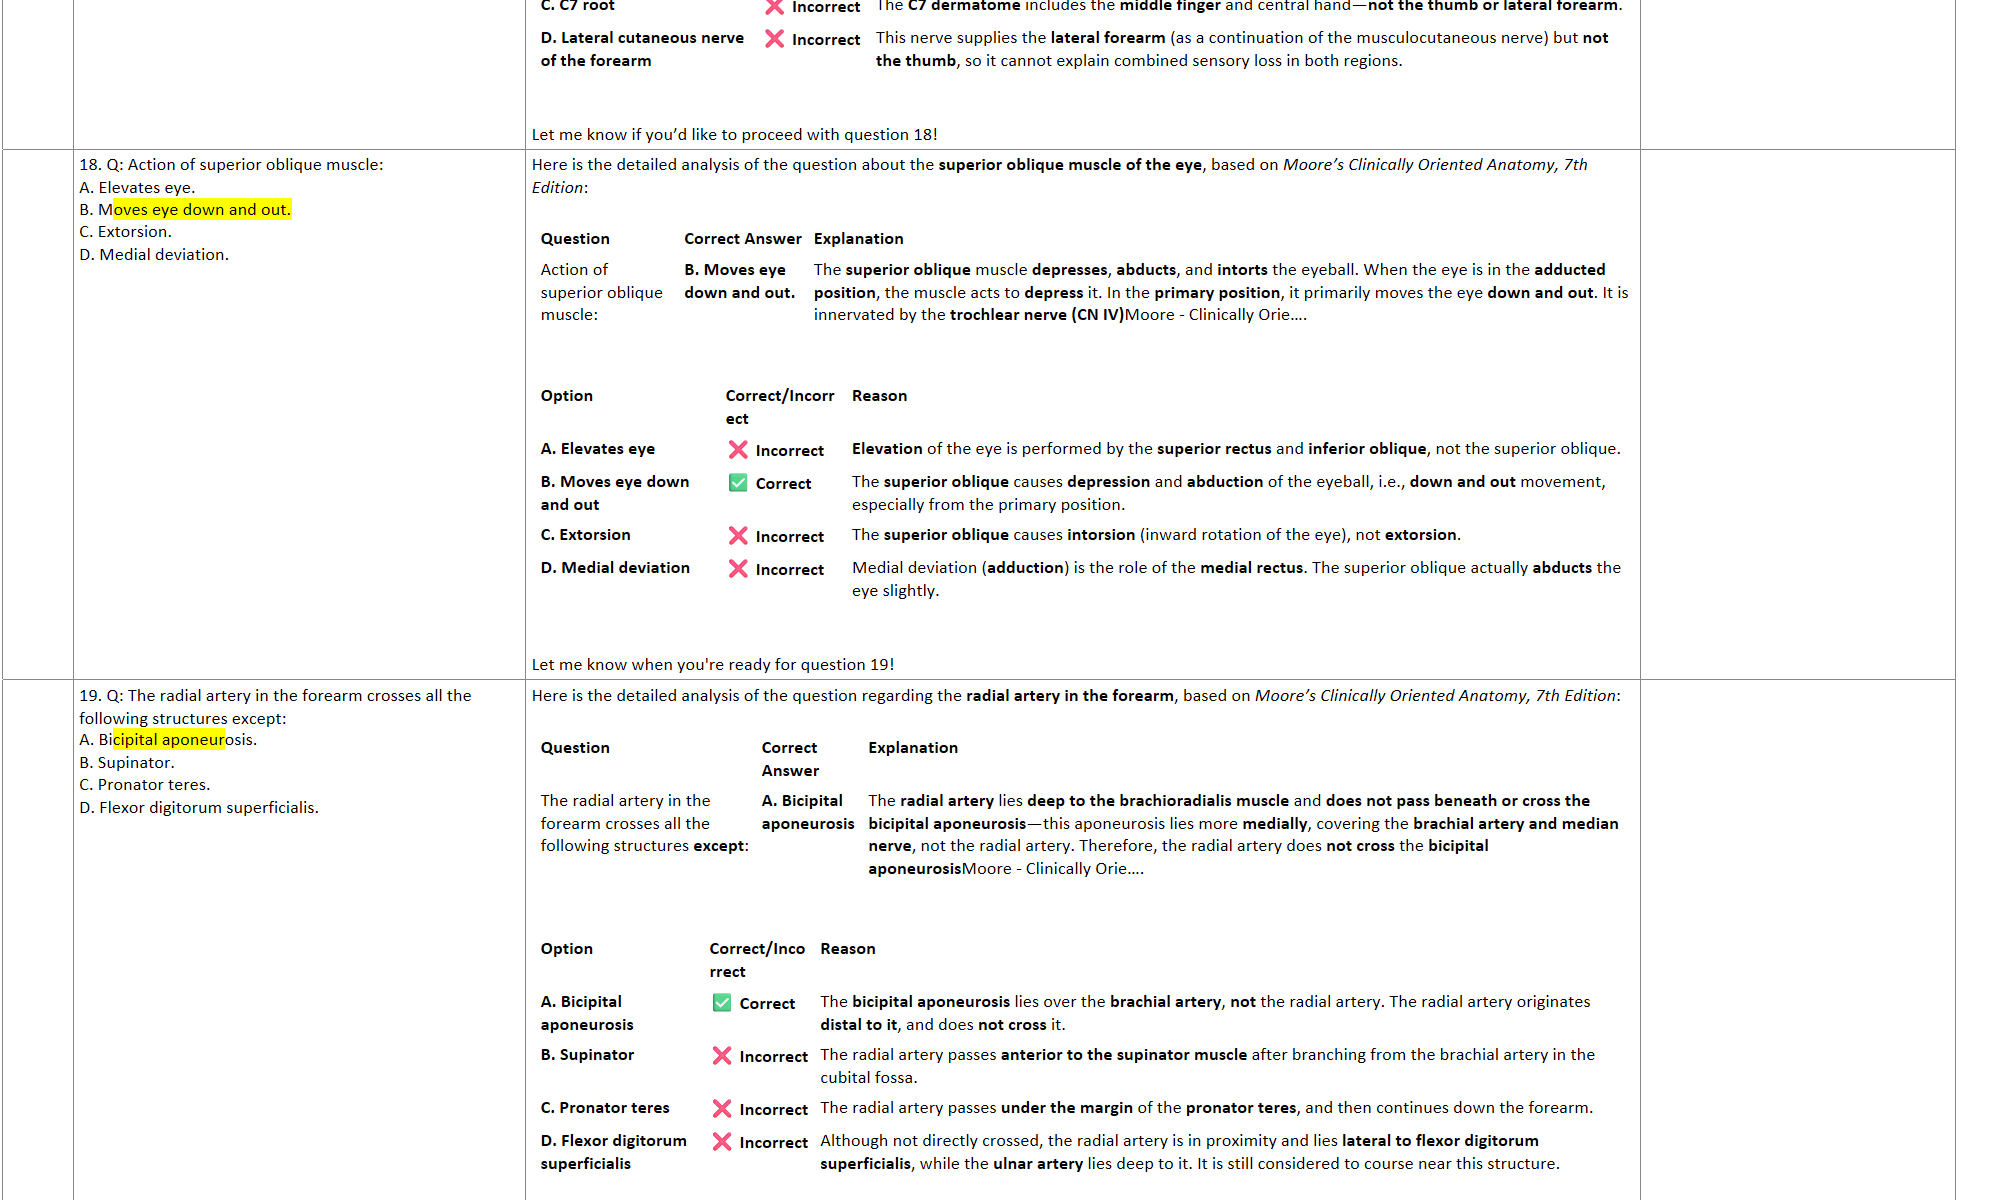 C. C7 root ❌ Incorrect The C7 dermatome includes the middle finger and central hand—not the thumb or lateral forearm.
D. Lateral cutaneous nerve ❌ Incorrect This nerve supplies the lateral forearm (as a continuation of the musculocutaneous nerve) but not
of the forearm the thumb, so it cannot explain combined sensory loss in both regions.
Let me know if you’d like to proceed with question 18!
18. Q: Action of superior oblique muscle:
A. Elevates eye.
B. Moves eye down and out.
C. Extorsion.
D. Medial deviation.
Here is the detailed analysis of the question about the superior oblique muscle of the eye, based on Moore’s Clinically Oriented Anatomy, 7th
Edition:
Question Correct Answer Explanation
Action of B. Moves eye The superior oblique muscle depresses, abducts, and intorts the eyeball. When the eye is in the adducted
superior oblique down and out. position, the muscle acts to depress it. In the primary position, it primarily moves the eye down and out. It is
muscle: innervated by the trochlear nerve (CN IV)Moore - Clinically Orie….
Option Correct/Incorr Reason
ect
A. Elevates eye ❌ Incorrect Elevation of the eye is performed by the superior rectus and inferior oblique, not the superior oblique.
B. Moves eye down ✅ Correct The superior oblique causes depression and abduction of the eyeball, i.e., down and out movement,
and out especially from the primary position.
C. Extorsion ❌ Incorrect The superior oblique causes intorsion (inward rotation of the eye), not extorsion.
D. Medial deviation ❌ Incorrect Medial deviation (adduction) is the role of the medial rectus. The superior oblique actually abducts the
eye slightly.
Let me know when you're ready for question 19!
19. Q: The radial artery in the forearm crosses all the
following structures except:
A. Bicipital aponeurosis.
B. Supinator.
C. Pronator teres.
D. Flexor digitorum superficialis.
Here is the detailed analysis of the question regarding the radial artery in the forearm, based on Moore’s Clinically Oriented Anatomy, 7th Edition:
Question Correct Explanation
Answer
The radial artery in the A. Bicipital The radial artery lies deep to the brachioradialis muscle and does not pass beneath or cross the
forearm crosses all the aponeurosis bicipital aponeurosis—this aponeurosis lies more medially, covering the brachial artery and median
following structures except: nerve, not the radial artery. Therefore, the radial artery does not cross the bicipital
aponeurosisMoore - Clinically Orie….
Option Correct/Inco Reason
rrect
A. Bicipital ✅ Correct The bicipital aponeurosis lies over the brachial artery, not the radial artery. The radial artery originates
aponeurosis distal to it, and does not cross it.
B. Supinator ❌ Incorrect The radial artery passes anterior to the supinator muscle after branching from the brachial artery in the
cubital fossa.
C. Pronator teres ❌ Incorrect The radial artery passes under the margin of the pronator teres, and then continues down the forearm.
D. Flexor digitorum ❌ Incorrect Although not directly crossed, the radial artery is in proximity and lies lateral to flexor digitorum
superficialis superficialis, while the ulnar artery lies deep to it. It is still considered to course near this structure.